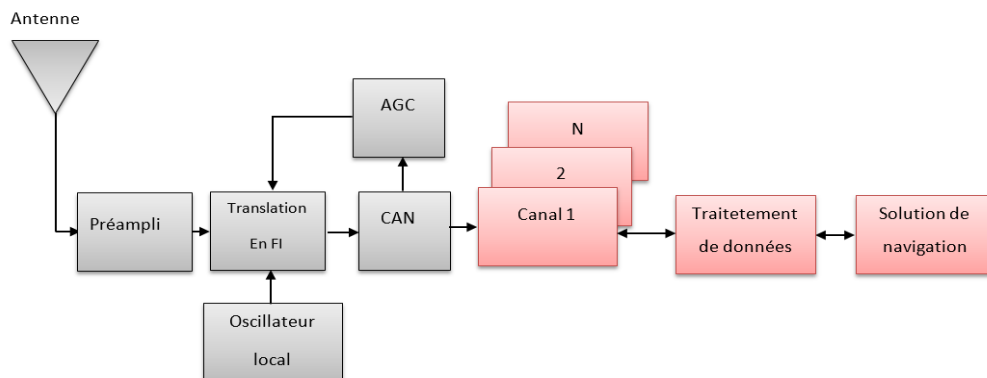 Antenne
AGC
N
2
Préampli
Translation
En FI
CAN
Canal 1
Traitetement
de données
Solution de
navigation
Oscillateur
local